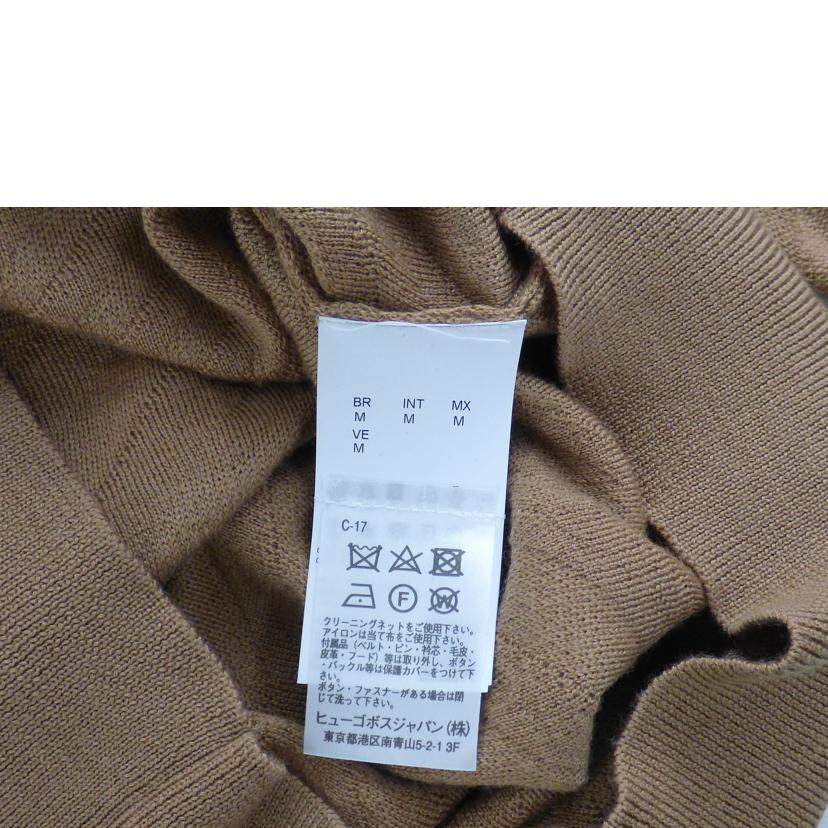 BR INT MX
M M M
VE
M
C-17
F
W
クリーニングネットをご使用下さい。
アイロンは当て布をご使用下さい。
付属品（ベルト・ピン・衿芯・毛皮・
皮革・フード）等は取り外し、ボタン
・バックル等は保護カバーをつけて下
さい。
ボタン・ファスナーがある場合は閉
じて洗って下さい。
ヒューゴボスジャパン(株)
東京都港区南青山5-2-1 3F